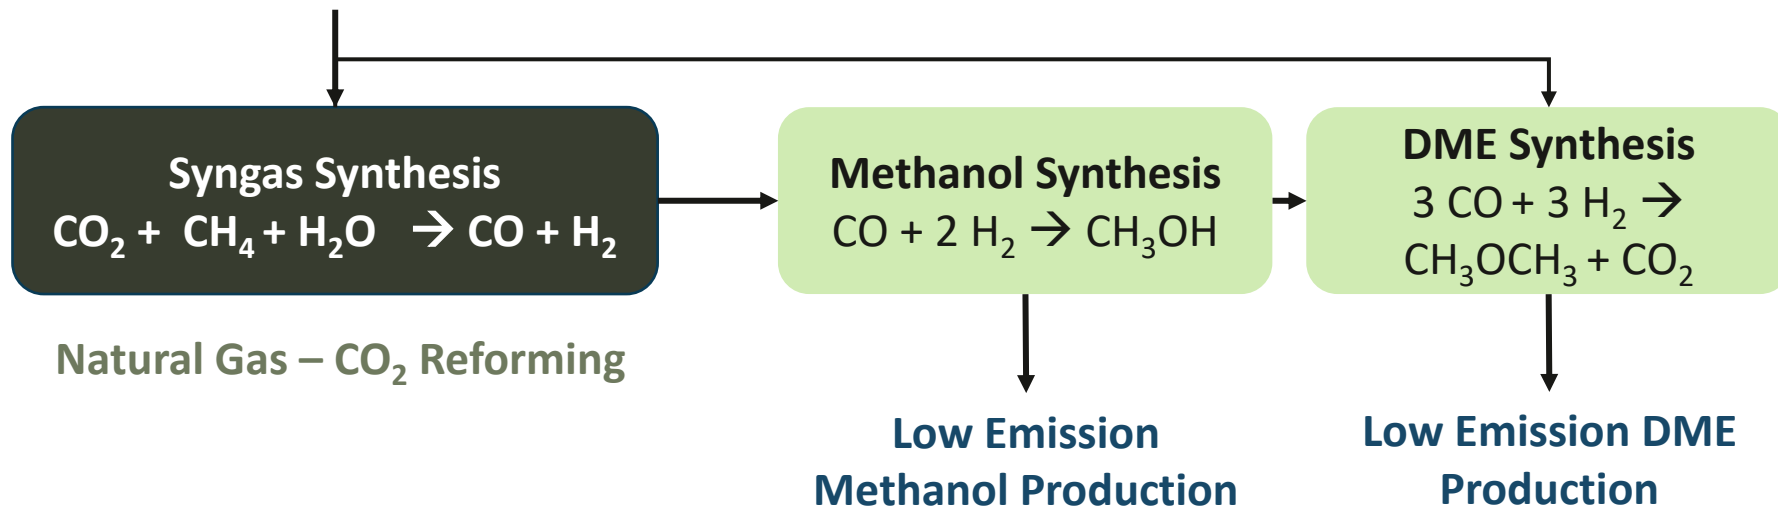 Syngas Synthesis
CO₂ + CH₄ + H₂O → CO + H₂
Natural Gas – CO₂ Reforming
Methanol Synthesis
CO + 2 H₂ → CH₃OH
Low Emission
Methanol Production
DME Synthesis
3 CO + 3 H₂ →
CH₃OCH₃ + CO₂
Low Emission DME
Production